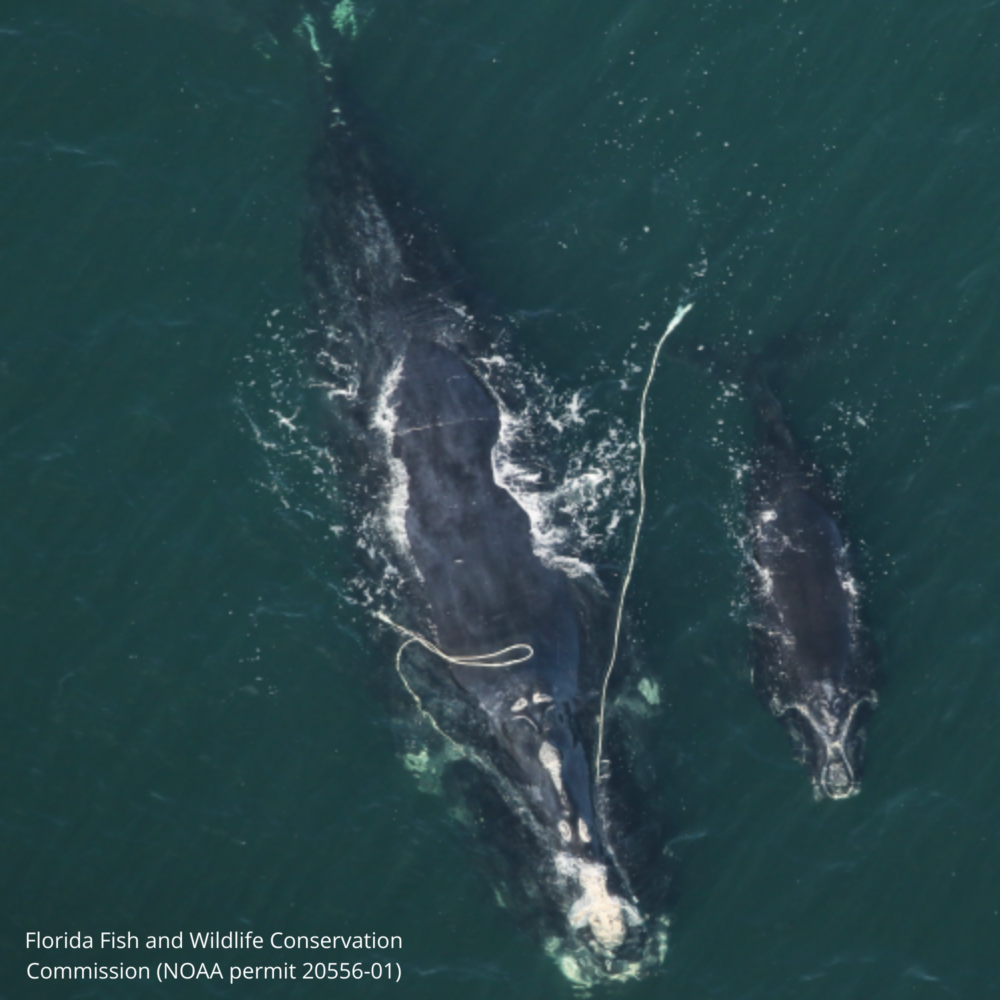 Florida Fish and Wildlife Conservation
Commission (NOAA permit 20556-01)